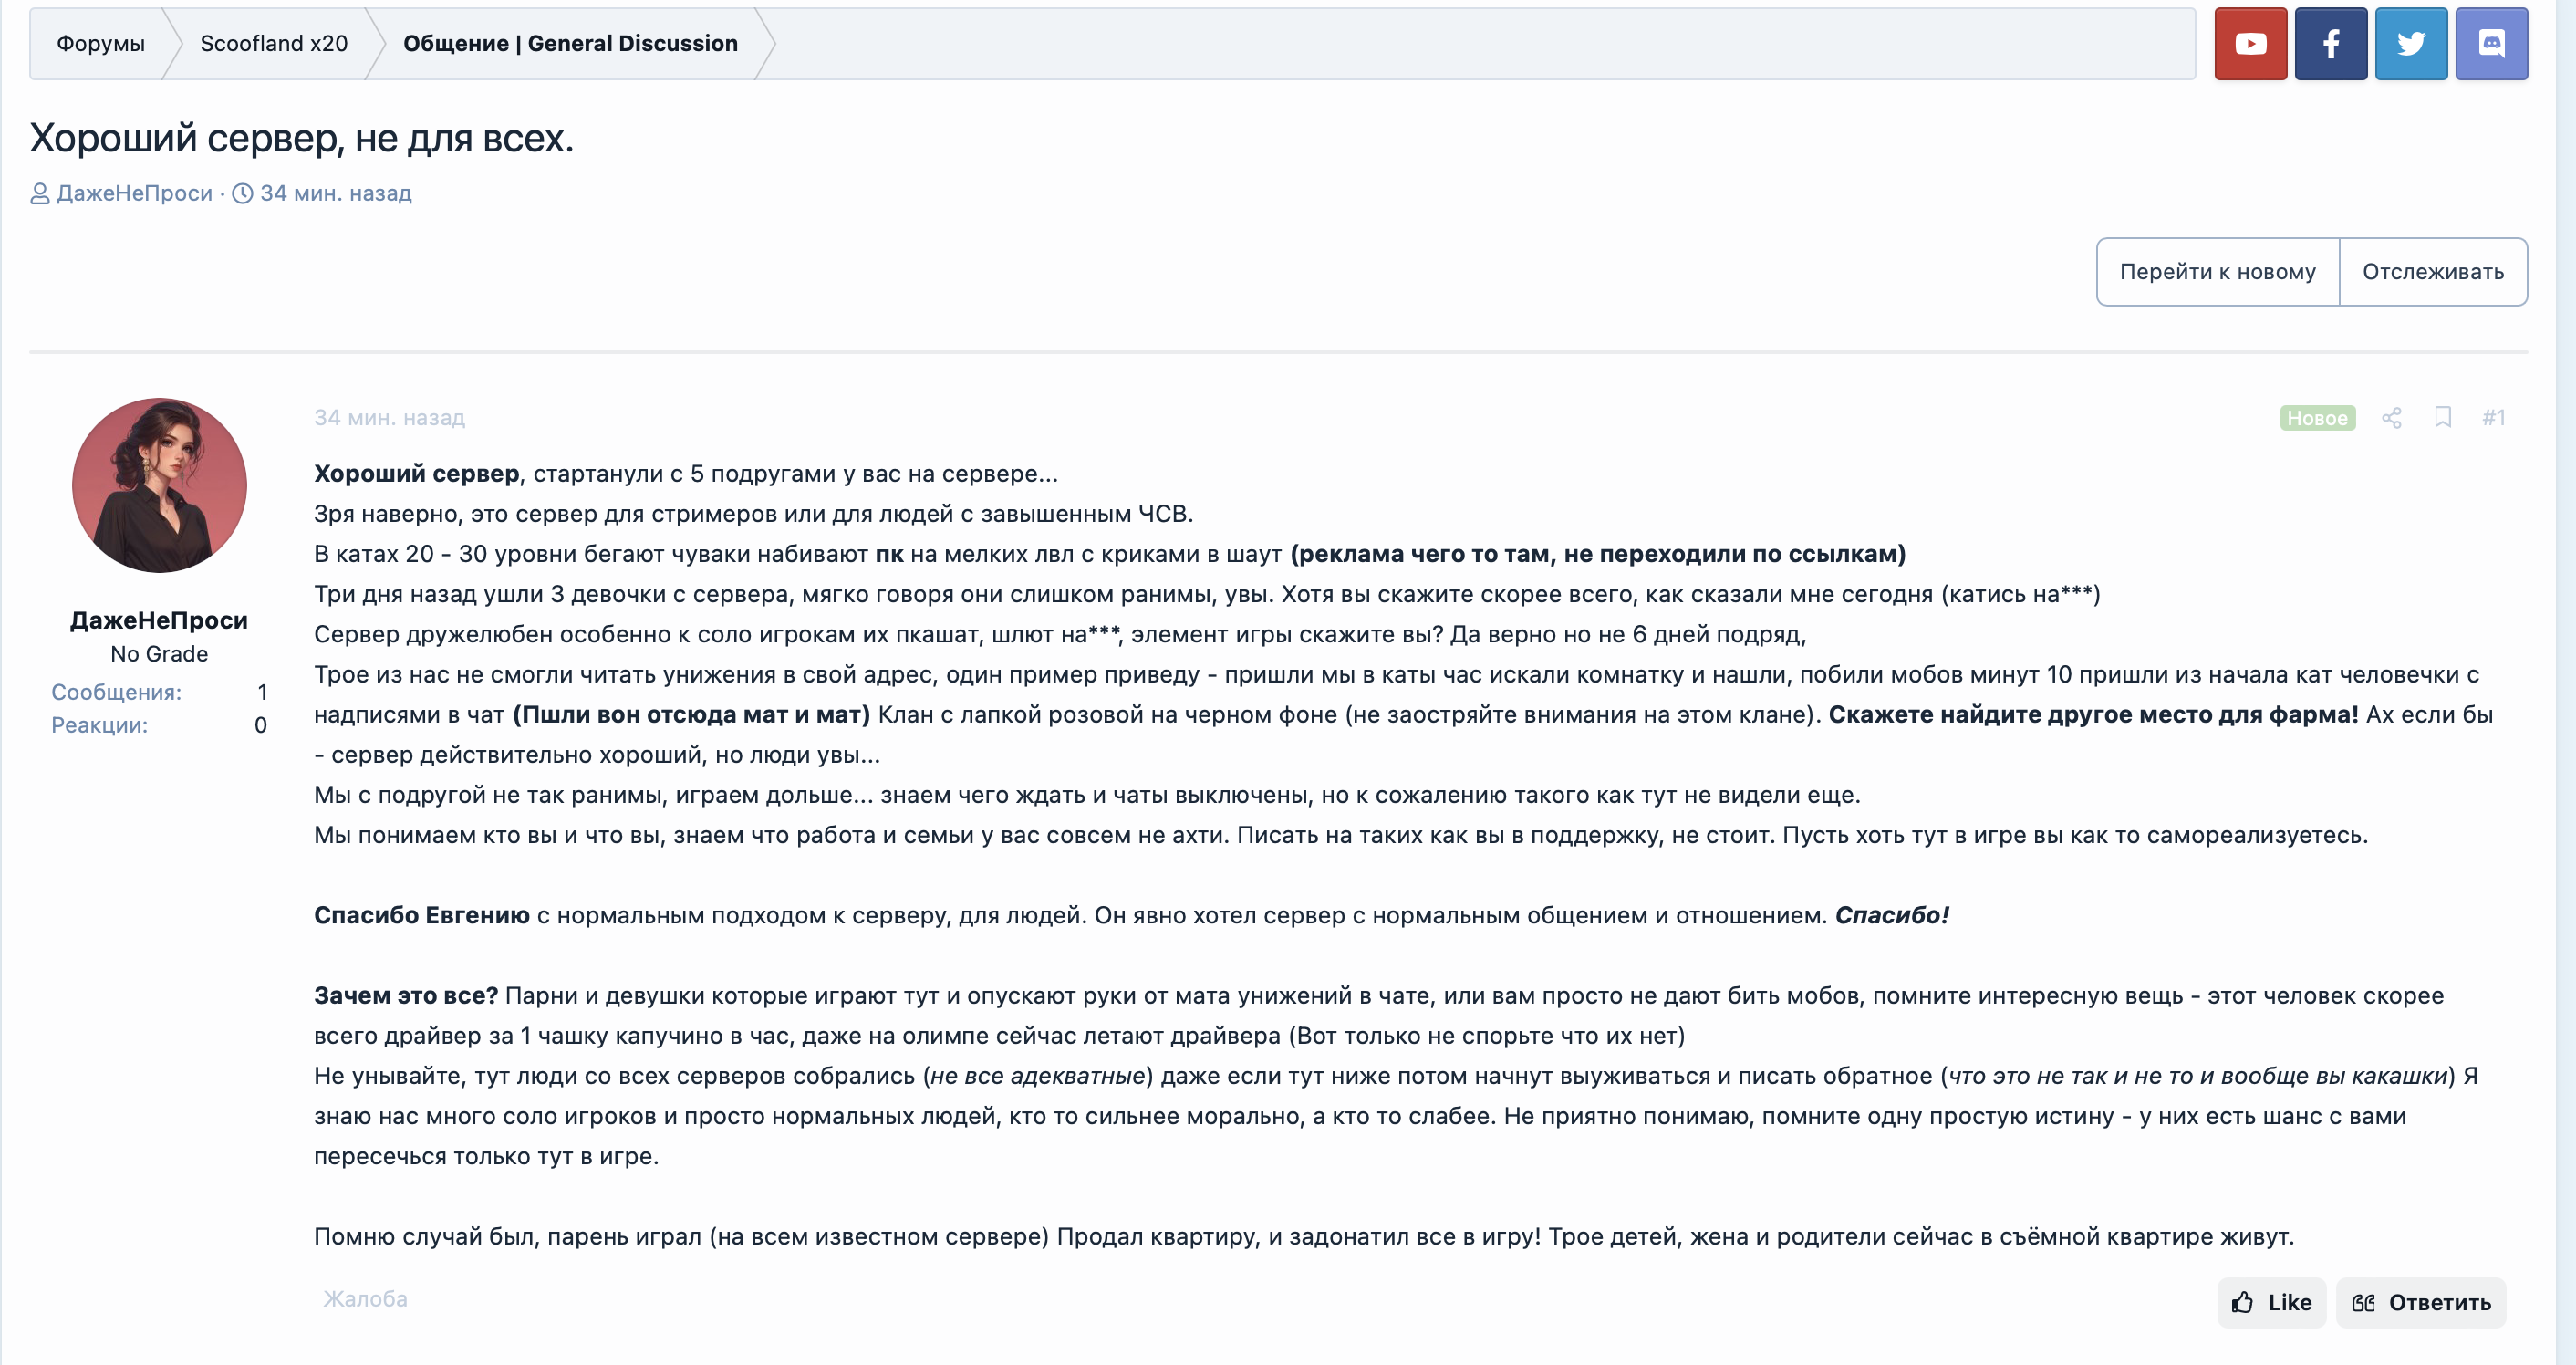 Форумы
Scoofland x20
Общение | General Discussion
Хороший сервер, не для всех.
ДажеНеПроси · 34 мин. назад
Перейти к новому
Отслеживать
34 мин. назад
Новое
#1
ДажеНеПроси
No Grade
Сообщения: 1
Реакции: 0
Хороший сервер, стартанули с 5 подругами у вас на сервере...
Зря наверно, это сервер для стримеров или для людей с завышенным ЧСВ.
В катах 20 - 30 уровни бегают чуваки набивают пк на мелких лвл с криками в шаут (реклама чего то там, не переходили по ссылкам)
Три дня назад ушли 3 девочки с сервера, мягко говоря они слишком ранимы, увы. Хотя вы скажите скорее всего, как сказали мне сегодня (катись на***)
Сервер дружелюбен особенно к соло игрокам их пкашат, шлют на***, элемент игры скажите вы? Да верно но не 6 дней подряд,
Трое из нас не смогли читать унижения в свой адрес, один пример приведу - пришли мы в каты час искали комнатку и нашли, побили мобов минут 10 пришли из начала кат человечки с
надписями в чат (Пшли вон отсюда мат и мат) Клан с лапкой розовой на черном фоне (не заостряйте внимания на этом клане). Скажете найдите другое место для фарма! Ах если бы
- сервер действительно хороший, но люди увы...
Мы с подругой не так ранимы, играем дольше... знаем чего ждать и чаты выключены, но к сожалению такого как тут не видели еще.
Мы понимаем кто вы и что вы, знаем что работа и семьи у вас совсем не ахти. Писать на таких как вы в поддержку, не стоит. Пусть хоть тут в игре вы как то самореализуетесь.
Спасибо Евгению с нормальным подходом к серверу, для людей. Он явно хотел сервер с нормальным общением и отношением. Спасибо!
Зачем это все? Парни и девушки которые играют тут и опускают руки от мата унижений в чате, или вам просто не дают бить мобов, помните интересную вещь - этот человек скорее
всего драйвер за 1 чашку капучино в час, даже на олимпе сейчас летают драйвера (Вот только не спорьте что их нет)
Не унывайте, тут люди со всех серверов собрались (не все адекватные) даже если тут ниже потом начнут выуживаться и писать обратное (что это не так и не то и вообще вы какашки) Я
знаю нас много соло игроков и просто нормальных людей, кто то сильнее морально, а кто то слабее. Не приятно понимаю, помните одну простую истину - у них есть шанс с вами
пересечься только тут в игре.
Помню случай был, парень играл (на всем известном сервере) Продал квартиру, и задонатил все в игру! Трое детей, жена и родители сейчас в съёмной квартире живут.
Жалоба
Like
Ответить